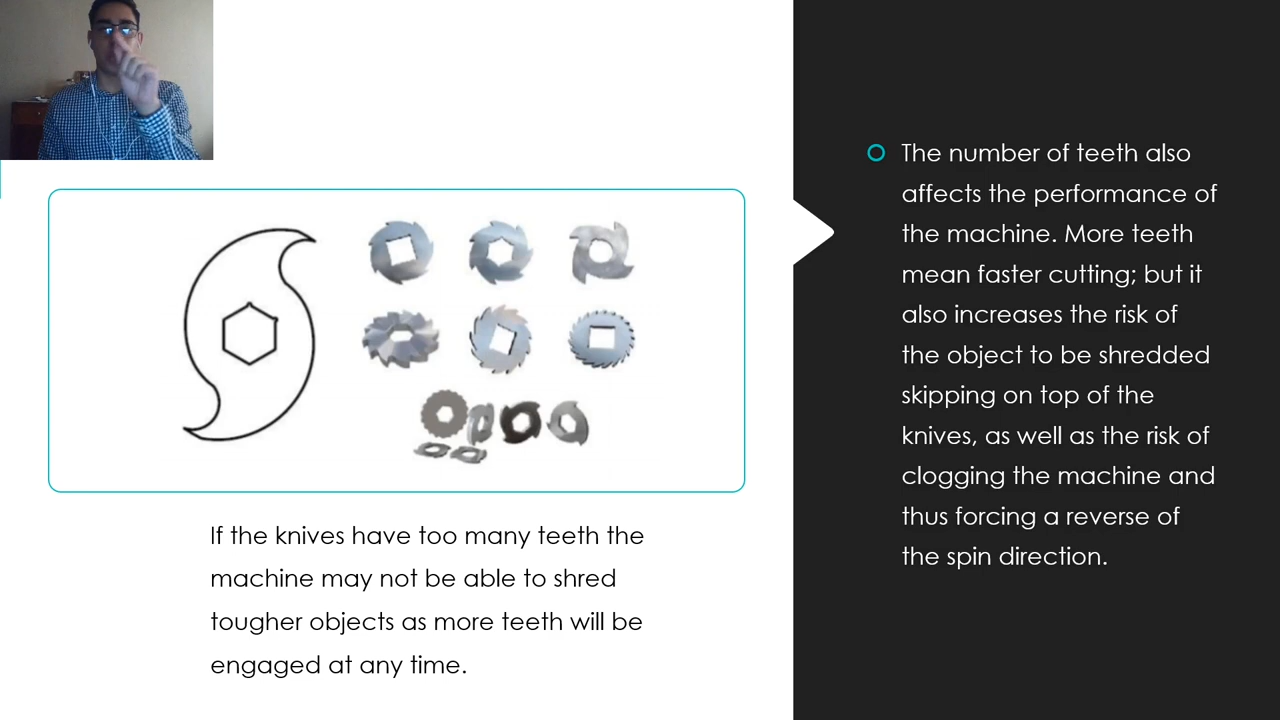 The number of teeth also
affects the performance of
the machine. More teeth
mean faster cutting; but it
also increases the risk of
the object to be shredded
skipping on top of the
knives, as well as the risk of
clogging the machine and
thus forcing a reverse of
the spin direction.
If the knives have too many teeth the
machine may not be able to shred
tougher objects as more teeth will be
engaged at any time.